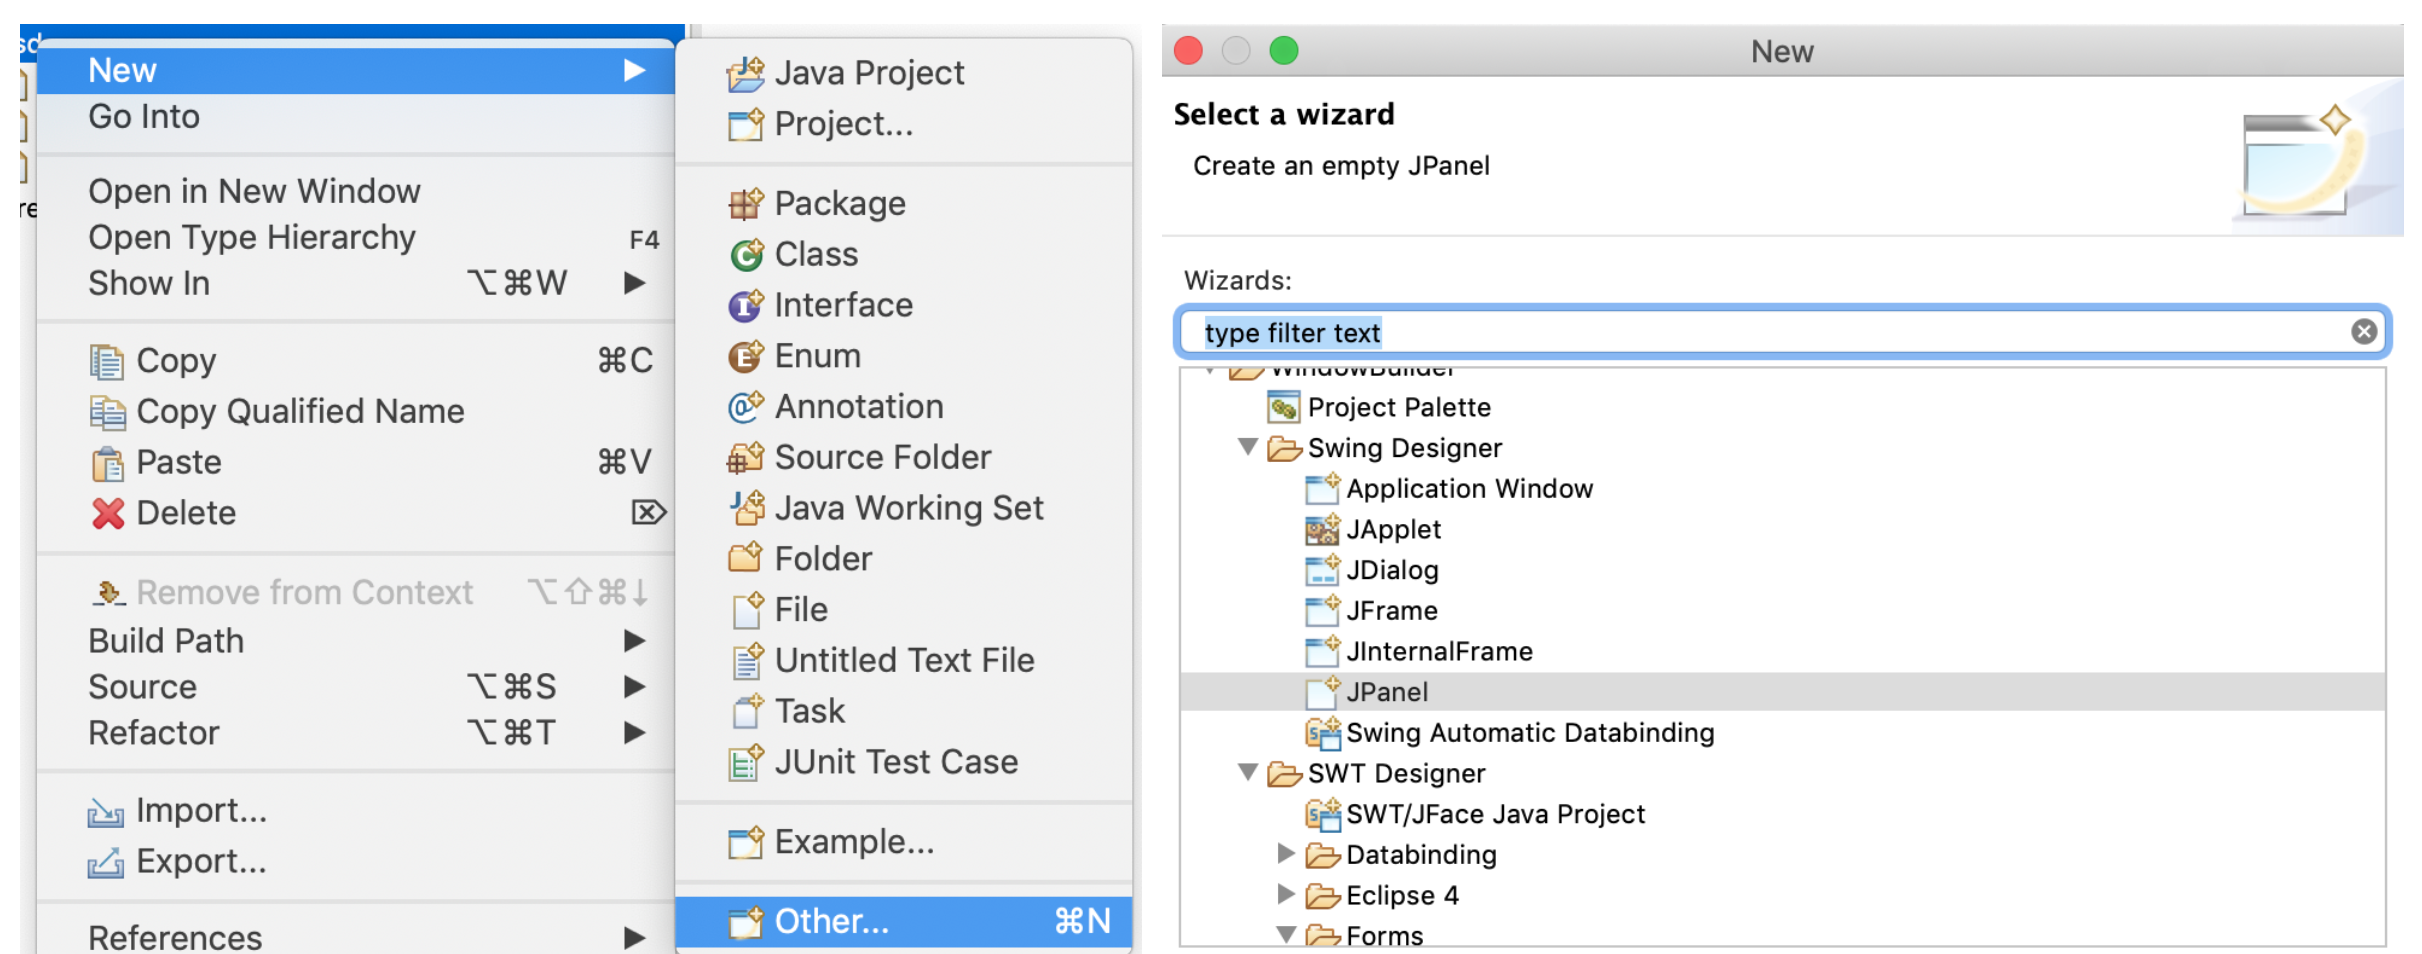 New
Go Into
Open in New Window
Open Type Hierarchy F4
Show In ⌥⌘W
Copy ⌘C
Copy Qualified Name
Paste ⌘V
Delete ⌦
Remove from Context ⌥⇧⌘↓
Build Path
Source ⌥⌘S
Refactor ⌥⌘T
Import...
Export...
References
Java Project
Project...
Package
Class
Interface
Enum
Annotation
Source Folder
Java Working Set
Folder
File
Untitled Text File
Task
JUnit Test Case
Example...
Other... ⌘N
New
Select a wizard
Create an empty JPanel
Wizards:
type filter text
WindowBuilder
Project Palette
Swing Designer
Application Window
JApplet
JDialog
JFrame
JInternalFrame
JPanel
Swing Automatic Databinding
SWT Designer
SWT/JFace Java Project
Databinding
Eclipse 4
Forms